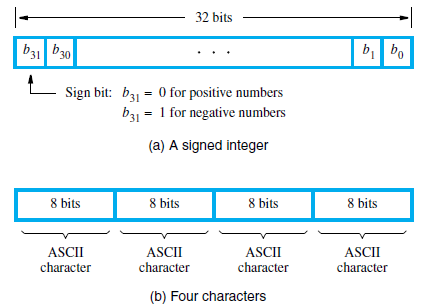 32 bits
b31 b30 . . . b1 b0
Sign bit: b31 = 0 for positive numbers
b31 = 1 for negative numbers
(a) A signed integer
8 bits 8 bits 8 bits 8 bits
ASCII ASCII ASCII ASCII
character character character character
(b) Four characters